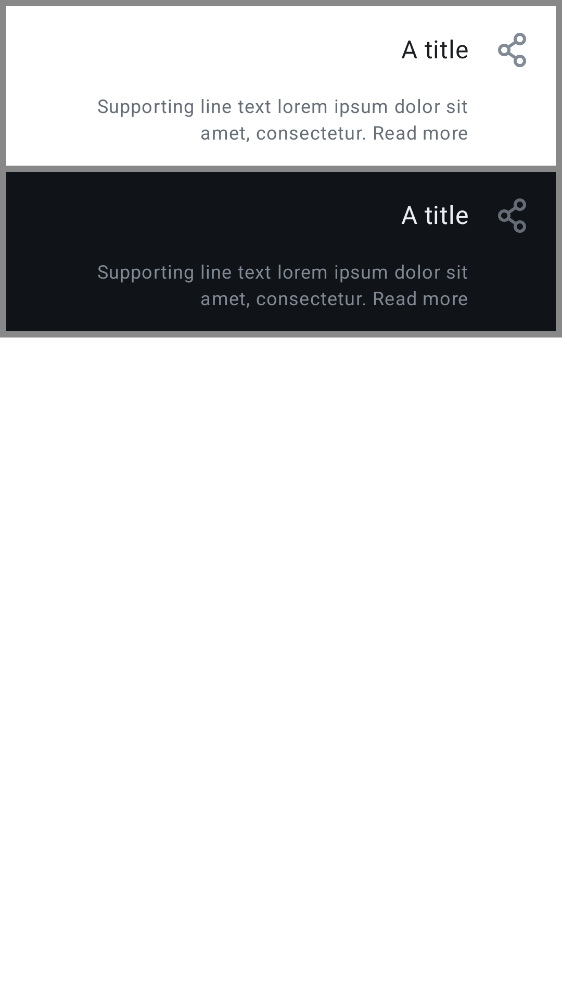 A title
Supporting line text lorem ipsum dolor sit
amet, consectetur. Read more
A title
Supporting line text lorem ipsum dolor sit
amet, consectetur. Read more